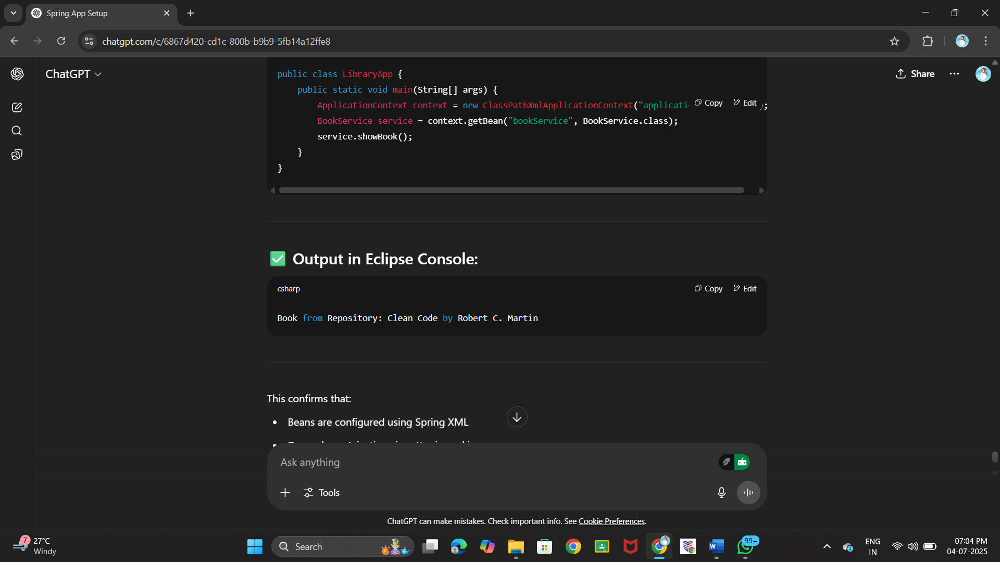 Spring App Setup
chatgpt.com/c/6867d420-cd1c-800b-b9b9-5fb14a12ffe8
ChatGPT
Share
public class LibraryApp {
public static void main(String[] args) {
ApplicationContext context = new ClassPathXmlApplicationContext("applicati
Copy
Edit
);
BookService service = context.getBean("bookService", BookService.class);
service.showBook();
}
}
✅ Output in Eclipse Console:
csharp
Copy
Edit
Book from Repository: Clean Code by Robert C. Martin
This confirms that:
• Beans are configured using Spring XML
Ask anything
Tools
ChatGPT can make mistakes. Check important info. See Cookie Preferences.
7
27°C
Windy
Search
99+
ENG
IN
07:04 PM
04-07-2025